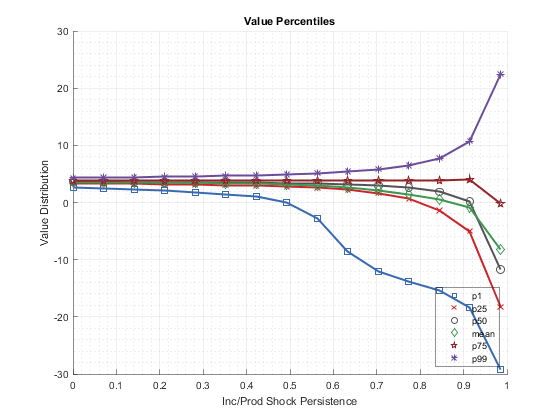 Value Percentiles
30
20
10
0
-10
-20
-30
Value Distribution
p1
p25
p50
mean
p75
p99
0 0.1 0.2 0.3 0.4 0.5 0.6 0.7 0.8 0.9 1
Inc/Prod Shock Persistence